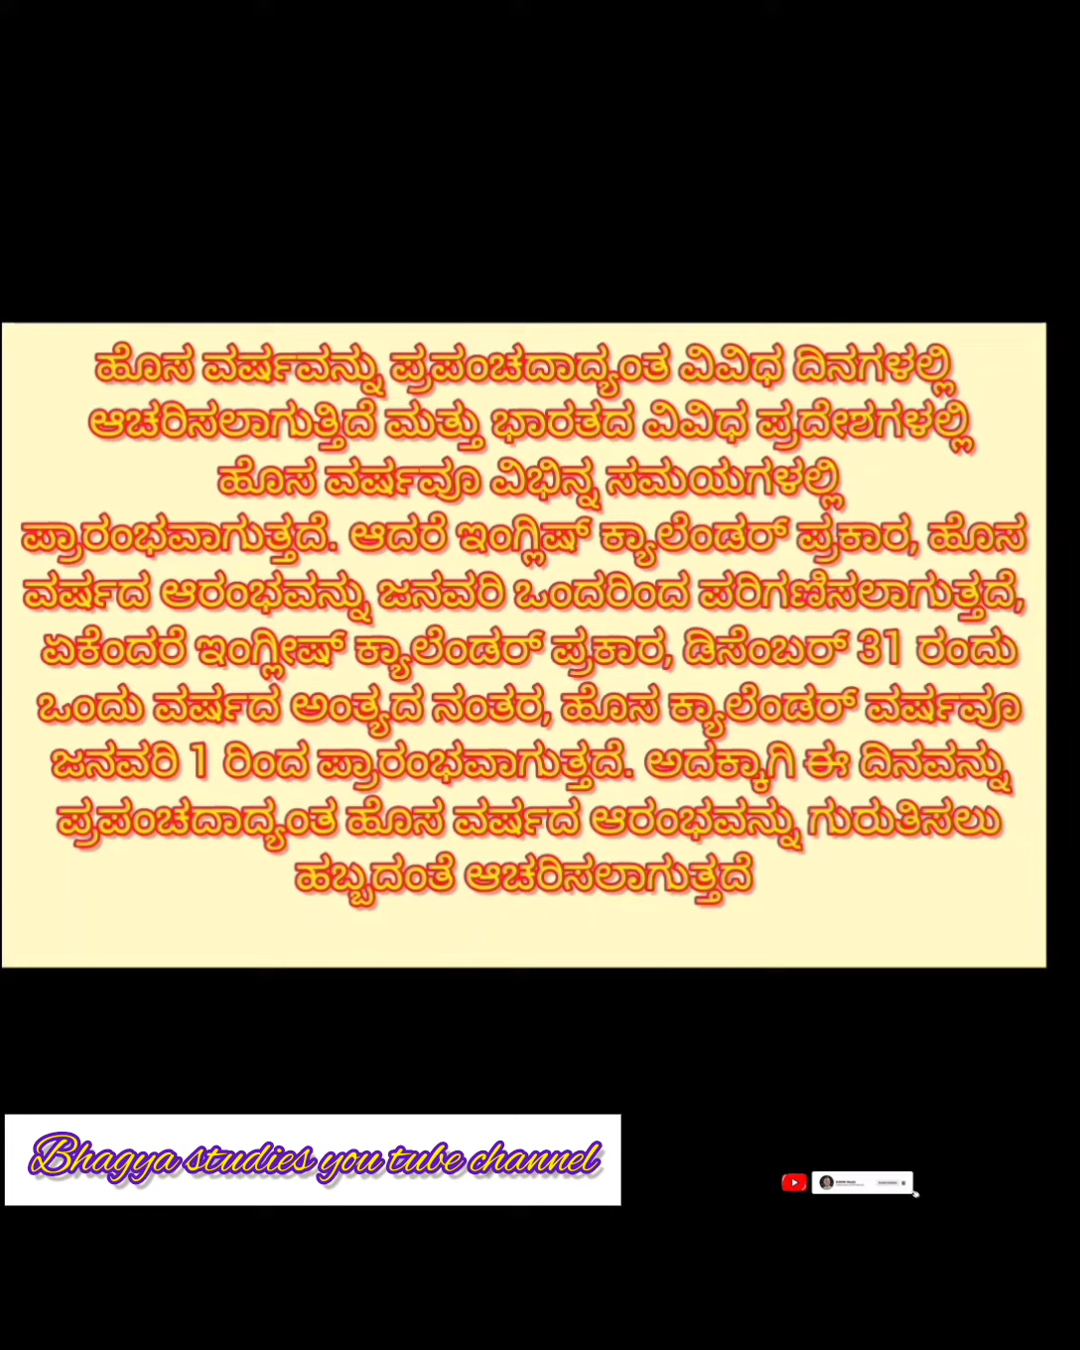 ಹೊಸ ವರ್ಷವನ್ನು ಪ್ರಪಂಚದಾದ್ಯಂತ ವಿವಿಧ ದಿನಗಳಲ್ಲಿ
ಆಚರಿಸಲಾಗುತ್ತಿದೆ ಮತ್ತು ಭಾರತದ ವಿವಿಧ ಪ್ರದೇಶಗಳಲ್ಲಿ
ಹೊಸ ವರ್ಷವೂ ವಿಭಿನ್ನ ಸಮಯಗಳಲ್ಲಿ
ಪ್ರಾರಂಭವಾಗುತ್ತದೆ. ಆದರೆ ಇಂಗ್ಲಿಷ್ ಕ್ಯಾಲೆಂಡರ್ ಪ್ರಕಾರ, ಹೊಸ
ವರ್ಷದ ಆರಂಭವನ್ನು ಜನವರಿ ಒಂದರಿಂದ ಪರಿಗಣಿಸಲಾಗುತ್ತದೆ,
ಏಕೆಂದರೆ ಇಂಗ್ಲೀಷ್ ಕ್ಯಾಲೆಂಡರ್ ಪ್ರಕಾರ, ಡಿಸೆಂಬರ್ 31 ರಂದು
ಒಂದು ವರ್ಷದ ಅಂತ್ಯದ ನಂತರ, ಹೊಸ ಕ್ಯಾಲೆಂಡರ್ ವರ್ಷವೂ
ಜನವರಿ 1 ರಿಂದ ಪ್ರಾರಂಭವಾಗುತ್ತದೆ. ಅದಕ್ಕಾಗಿ ಈ ದಿನವನ್ನು
ಪ್ರಪಂಚದಾದ್ಯಂತ ಹೊಸ ವರ್ಷದ ಆರಂಭವನ್ನು ಗುರುತಿಸಲು
ಹಬ್ಬದಂತೆ ಆಚರಿಸಲಾಗುತ್ತದೆ
Bhagya studies you tube channel